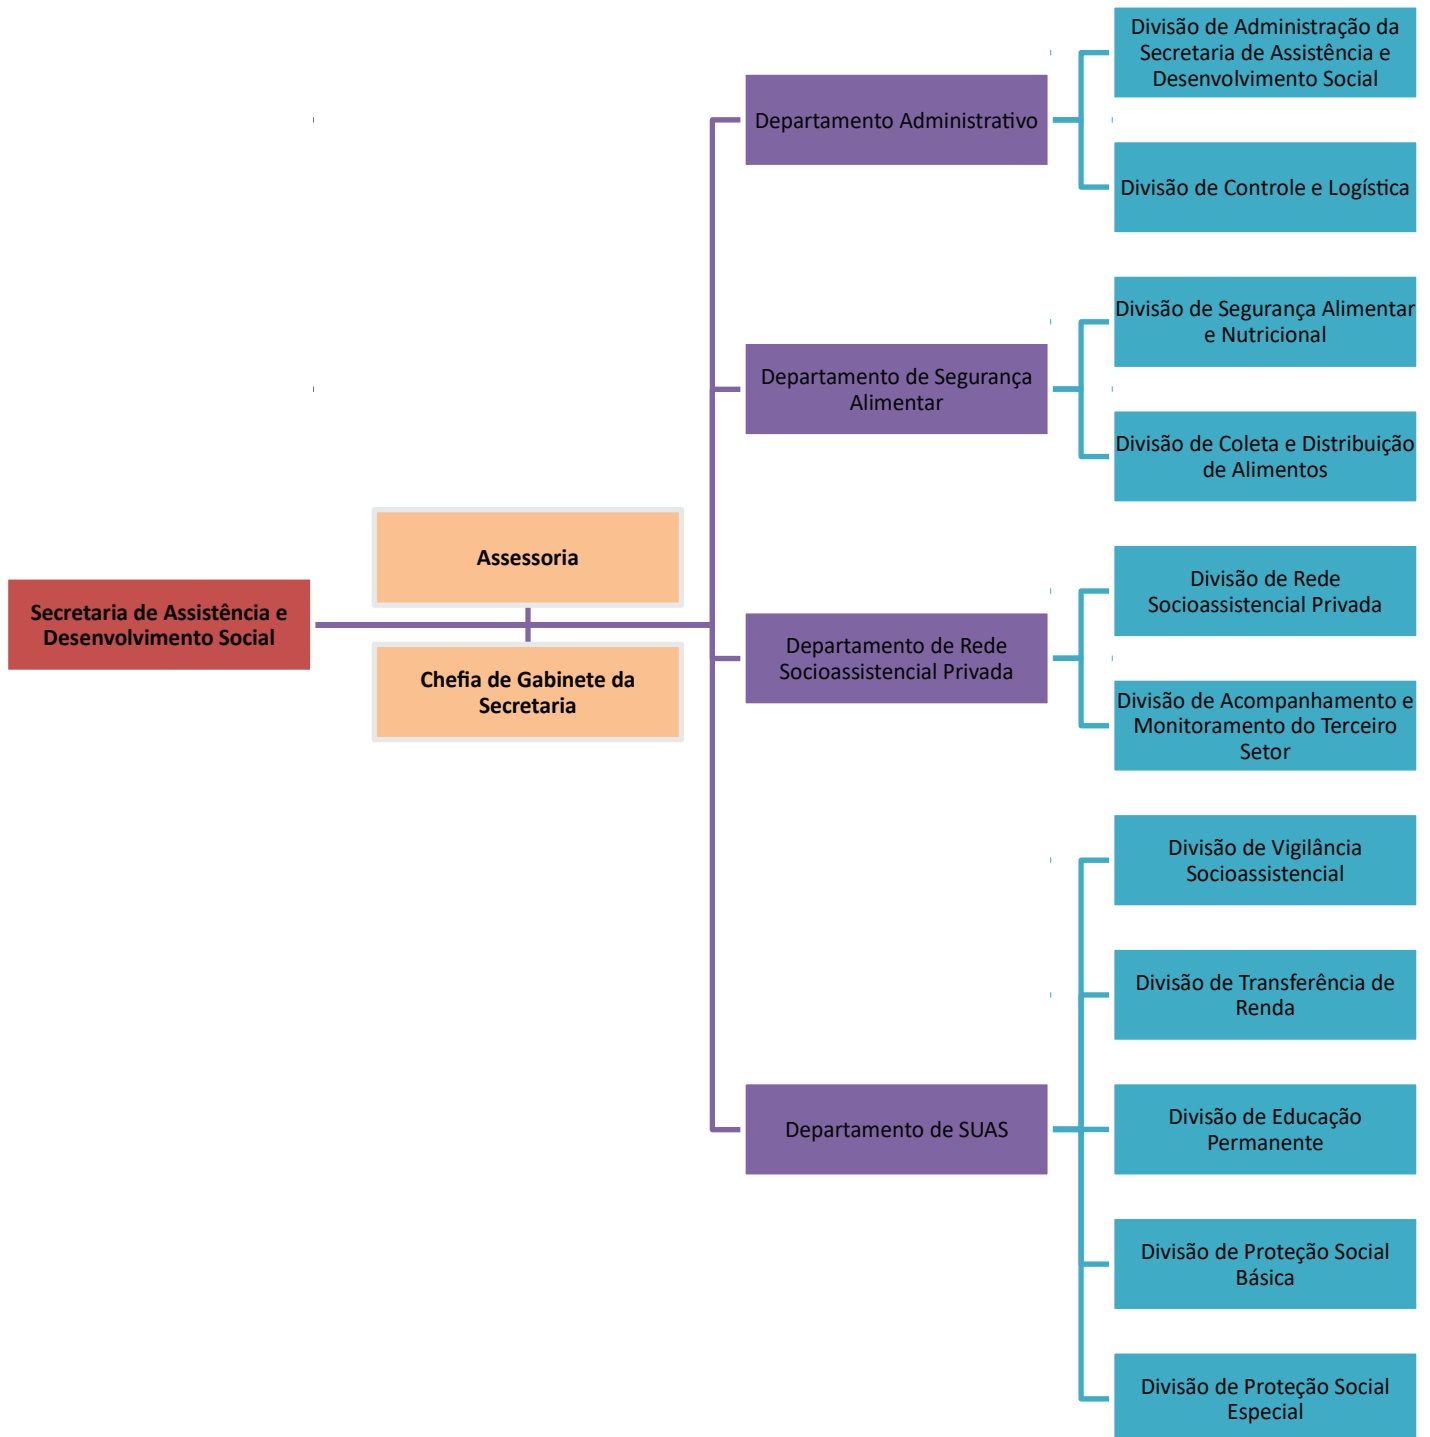 Secretaria de Assistência e
Desenvolvimento Social
Assessoria
Chefia de Gabinete da
Secretaria
Departamento Administrativo
Divisão de Administração da
Secretaria de Assistência e
Desenvolvimento Social
Divisão de Controle e Logística
Departamento de Segurança
Alimentar
Divisão de Segurança Alimentar
e Nutricional
Divisão de Coleta e Distribuição
de Alimentos
Departamento de Rede
Socioassistencial Privada
Divisão de Rede
Socioassistencial Privada
Divisão de Acompanhamento e
Monitoramento do Terceiro
Setor
Departamento de SUAS
Divisão de Vigilância
Socioassistencial
Divisão de Transferência de
Renda
Divisão de Educação
Permanente
Divisão de Proteção Social
Básica
Divisão de Proteção Social
Especial